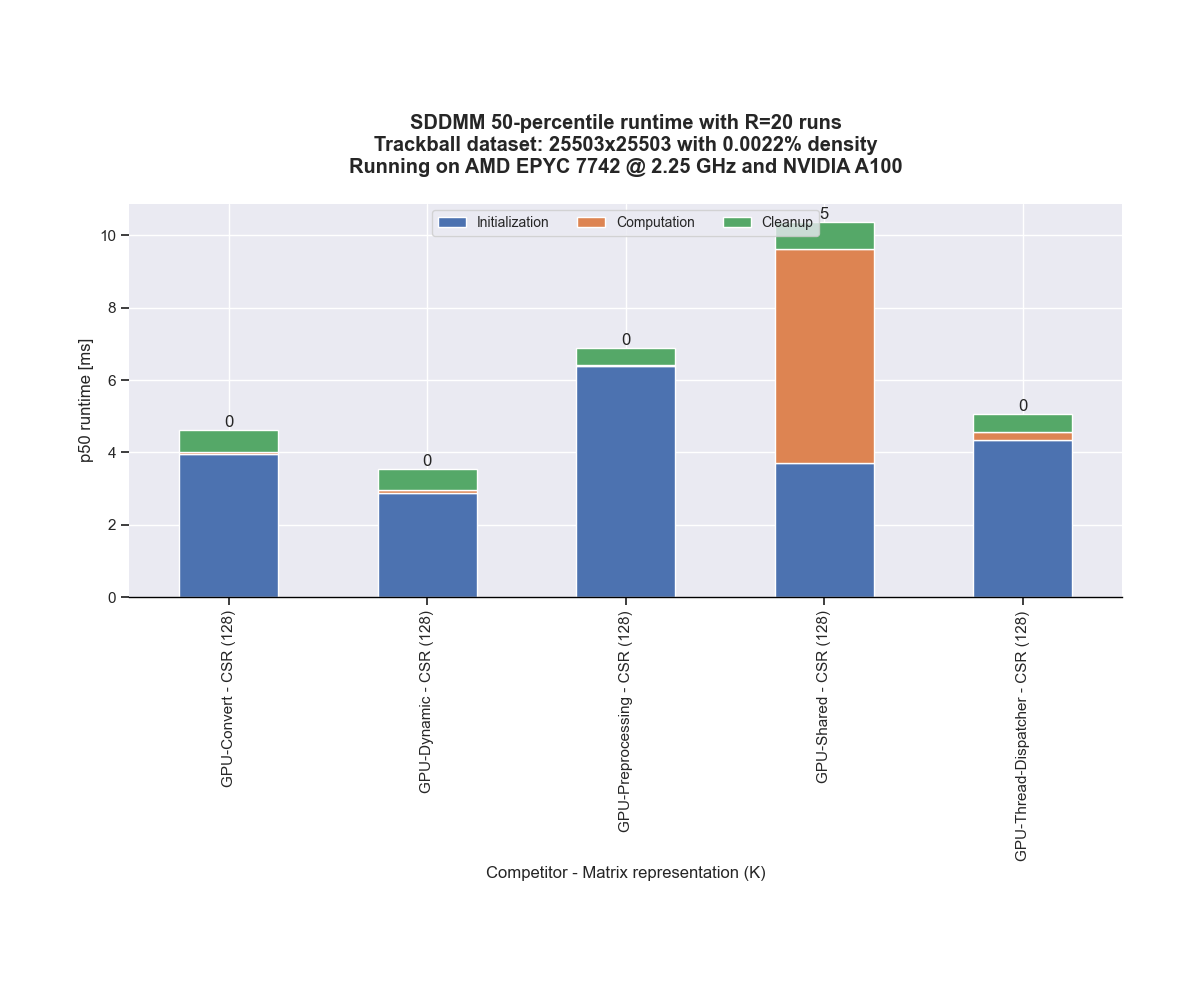 SDDMM 50-percentile runtime with R=20 runs
Trackball dataset: 25503x25503 with 0.0022% density
Running on AMD EPYC 7742 @ 2.25 GHz and NVIDIA A100
Initialization Computation Cleanup
5
10
8
6
4
2
0
p50 runtime [ms]
0
0
0
0
GPU-Convert - CSR (128)
GPU-Dynamic - CSR (128)
GPU-Preprocessing - CSR (128)
GPU-Shared - CSR (128)
GPU-Thread-Dispatcher - CSR (128)
Competitor - Matrix representation (K)